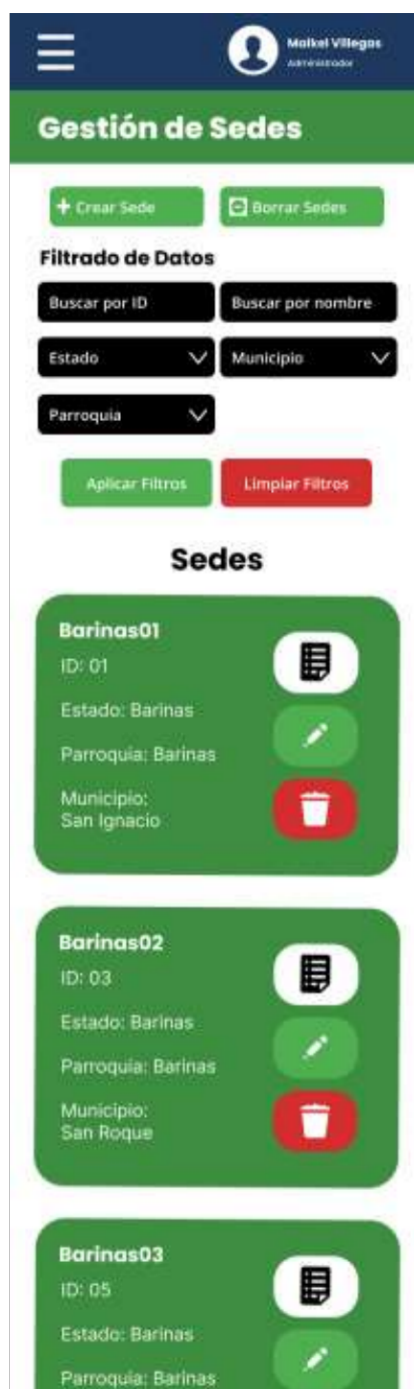 Maikel Villegas
Administrador
Gestión de Sedes
Crear Sede
Borrar Sedes
Filtrado de Datos
Buscar por ID
Buscar por nombre
Estado
Municipio
Parroquia
Aplicar Filtros
Limpiar Filtros
Sedes
Barinas01
ID: 01
Estado: Barinas
Parroquia: Barinas
Municipio:
San Ignacio
Barinas02
ID: 03
Estado: Barinas
Parroquia: Barinas
Municipio:
San Roque
Barinas03
ID: 05
Estado: Barinas
Parroquia: Barinas